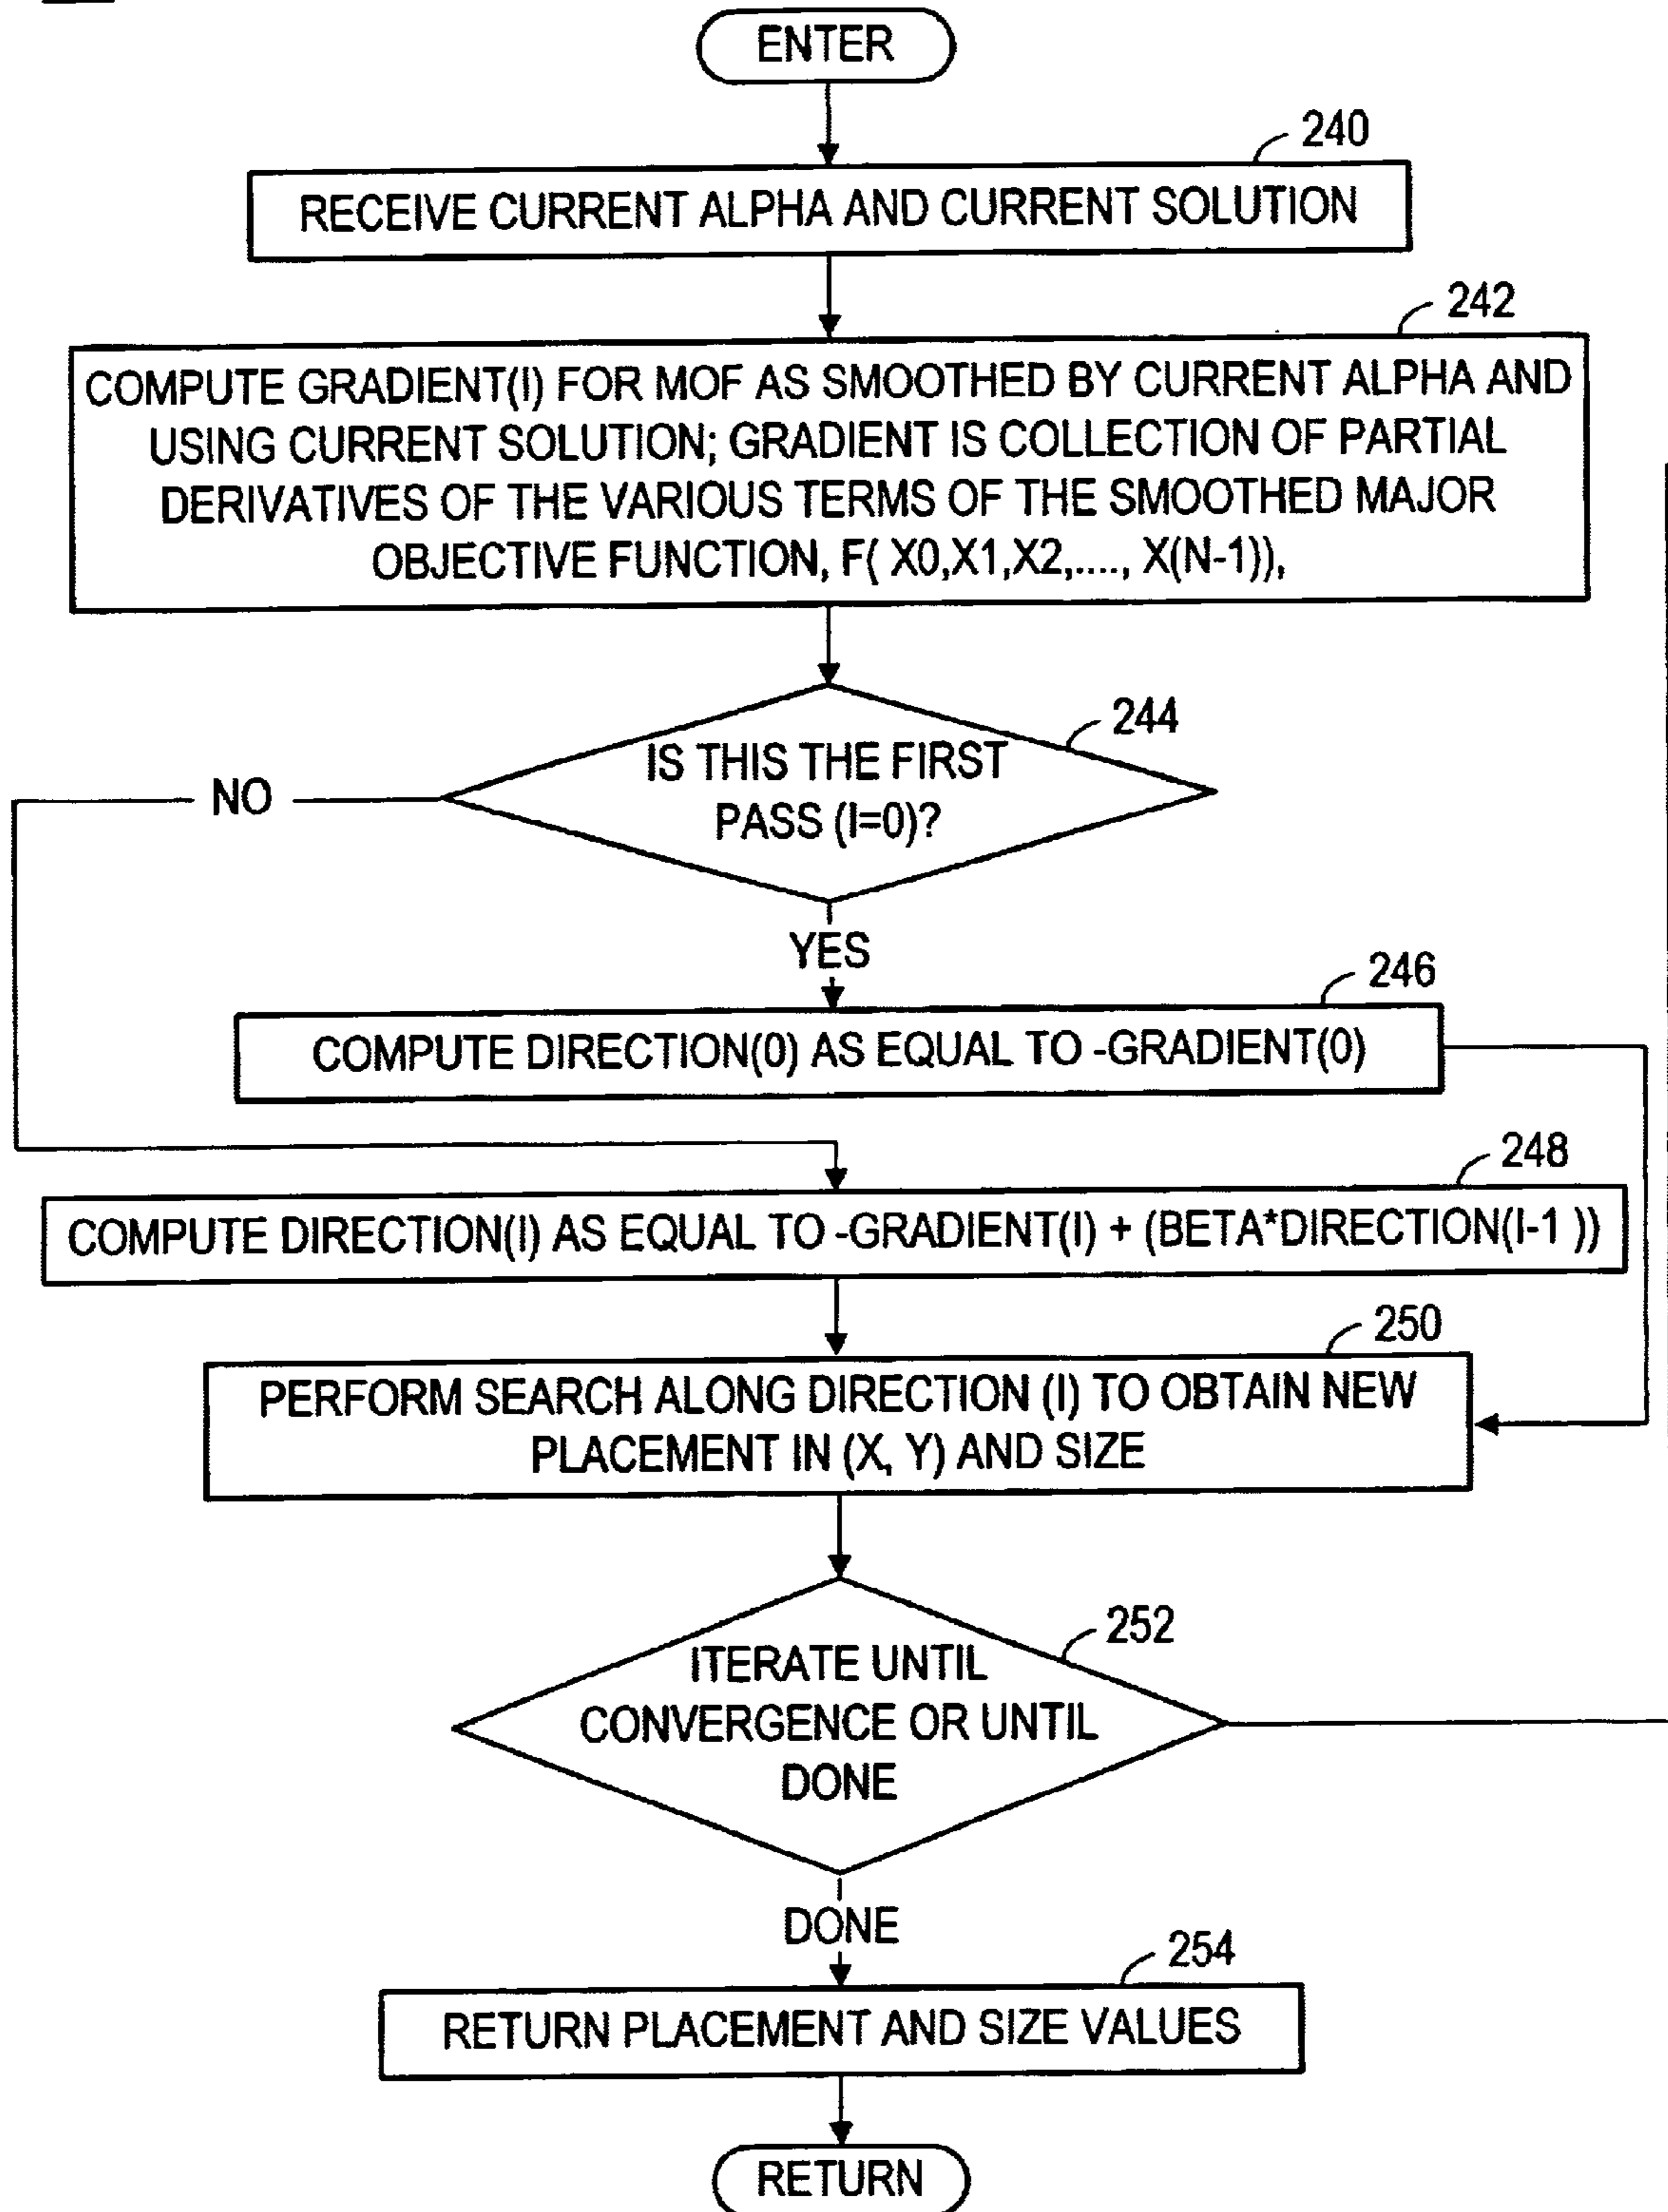 ENTER
240
RECEIVE CURRENT ALPHA AND CURRENT SOLUTION
242
COMPUTE GRADIENT(I) FOR MOF AS SMOOTHED BY CURRENT ALPHA AND
USING CURRENT SOLUTION; GRADIENT IS COLLECTION OF PARTIAL
DERIVATIVES OF THE VARIOUS TERMS OF THE SMOOTHED MAJOR
OBJECTIVE FUNCTION, F( X0,X1,X2,...., X(N-1)),
244
IS THIS THE FIRST
PASS (I=0)?
NO
YES
246
COMPUTE DIRECTION(0) AS EQUAL TO -GRADIENT(0)
248
COMPUTE DIRECTION(I) AS EQUAL TO -GRADIENT(I) + (BETA*DIRECTION(I-1 ))
250
PERFORM SEARCH ALONG DIRECTION (I) TO OBTAIN NEW
PLACEMENT IN (X, Y) AND SIZE
252
ITERATE UNTIL
CONVERGENCE OR UNTIL
DONE
DONE
254
RETURN PLACEMENT AND SIZE VALUES
RETURN